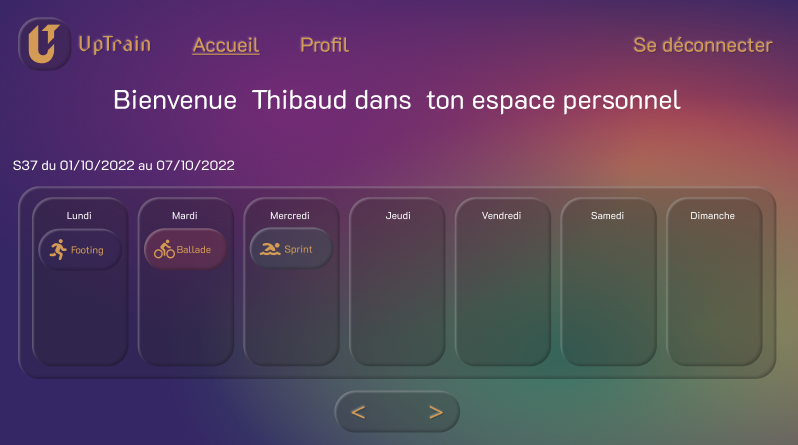 UpTrain Accueil Profil Se déconnecter
Bienvenue Thibaud dans ton espace personnel
S37 du 01/10/2022 au 07/10/2022
Lundi Mardi Mercredi Jeudi Vendredi Samedi Dimanche
Footing Ballade Sprint
< >